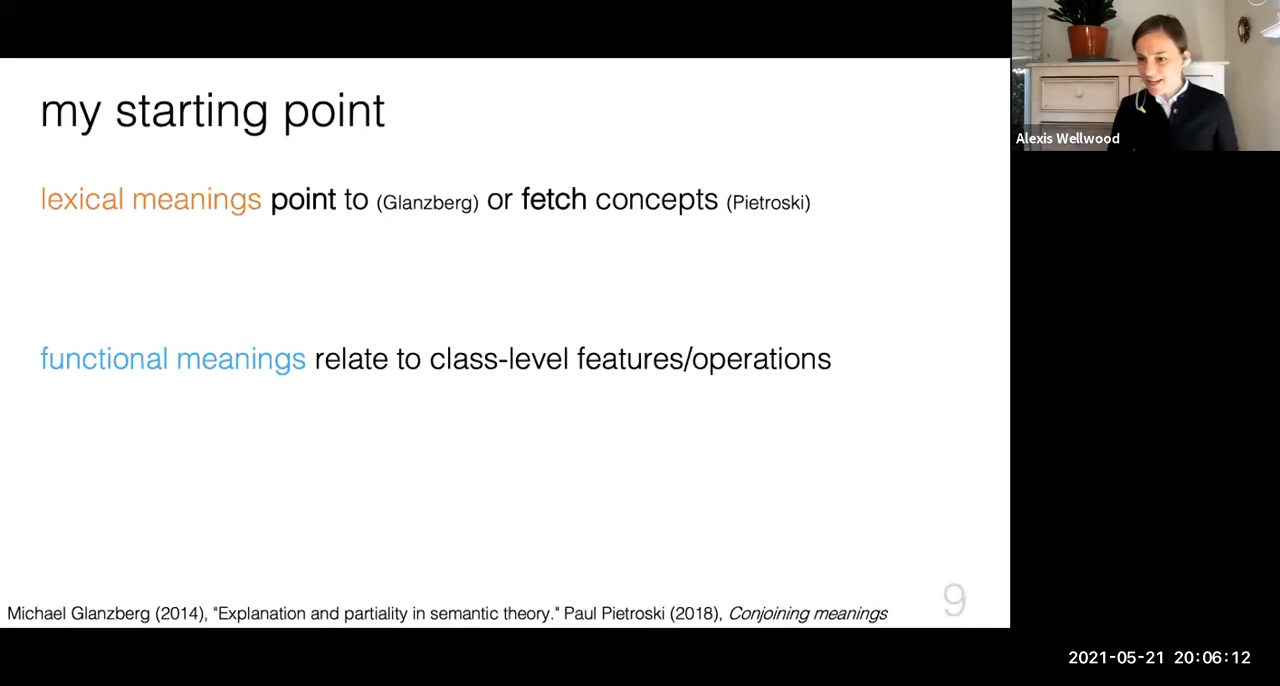 my starting point
Alexis Wellwood
lexical meanings point to (Glanzberg) or fetch concepts (Pietroski)
functional meanings relate to class-level features/operations
9
Michael Glanzberg (2014), "Explanation and partiality in semantic theory." Paul Pietroski (2018), Conjoining meanings
2021-05-21 20:06:12